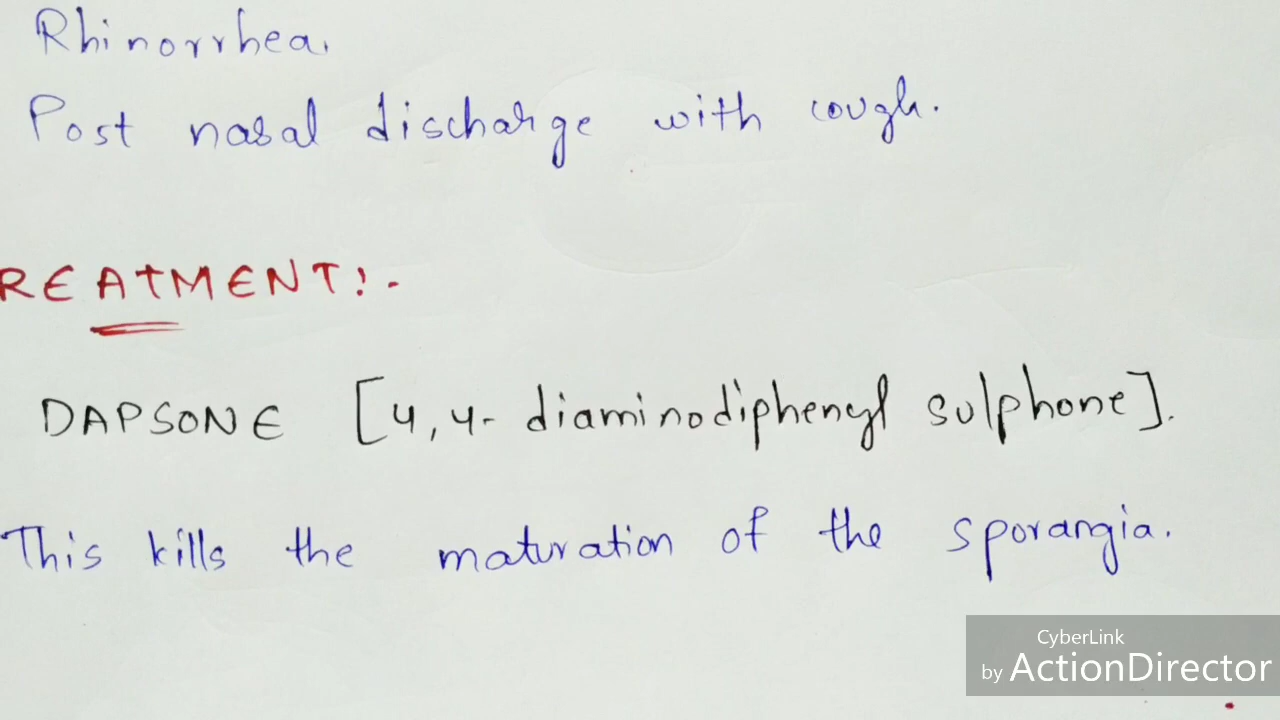 Rhinorrhea.
Post nasal discharge with cough.
REATMENT:-
DAPSONE [4,4- diaminodiphenyl sulphone].
This kills the maturation of the sporangia.
CyberLink
by ActionDirector